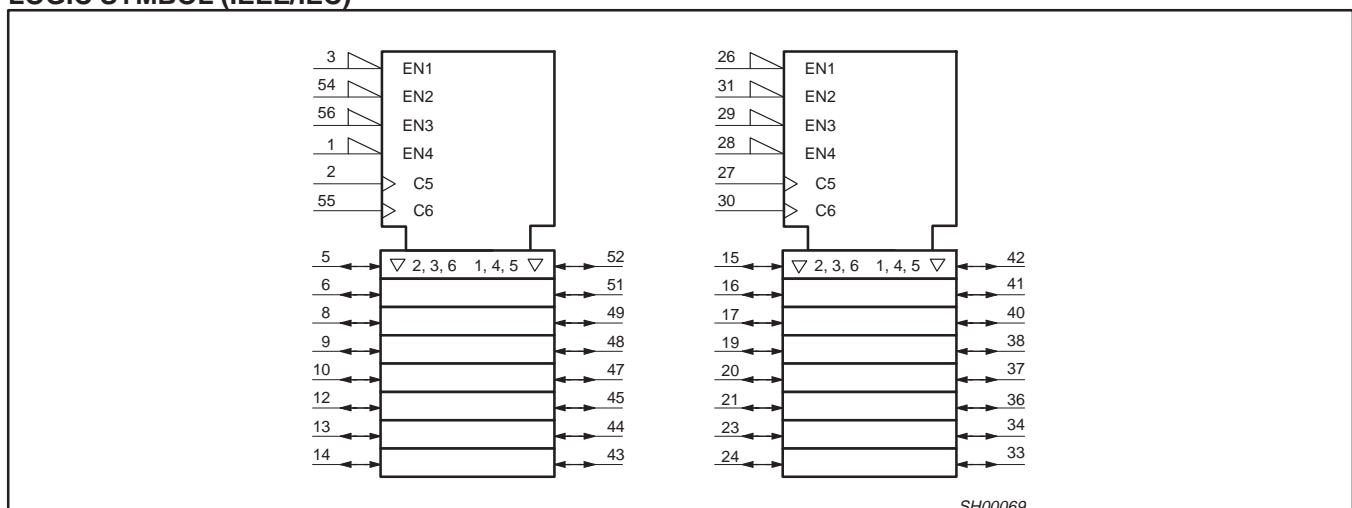 3 EN1
54 EN2
56 EN3
1 EN4
2 C5
55 C6
5 2, 3, 6 1, 4, 5 52
6 51
8 49
9 48
10 47
12 45
13 44
14 43
26 EN1
31 EN2
29 EN3
28 EN4
27 C5
30 C6
15 2, 3, 6 1, 4, 5 42
16 41
17 40
19 38
20 37
21 36
23 34
24 33
SH00069